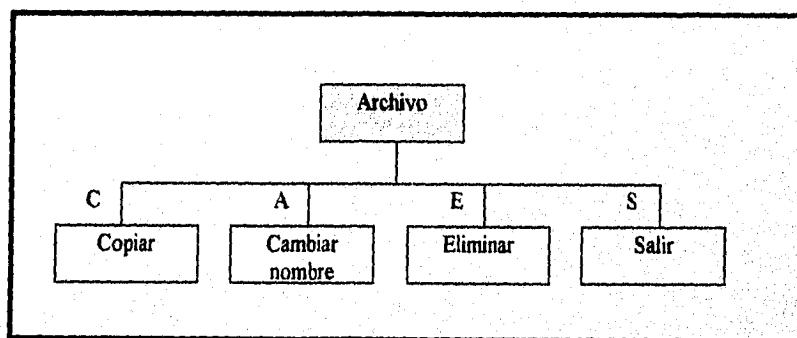 Archivo
C A E S
Copiar
Cambiar
nombre
Eliminar
Salir